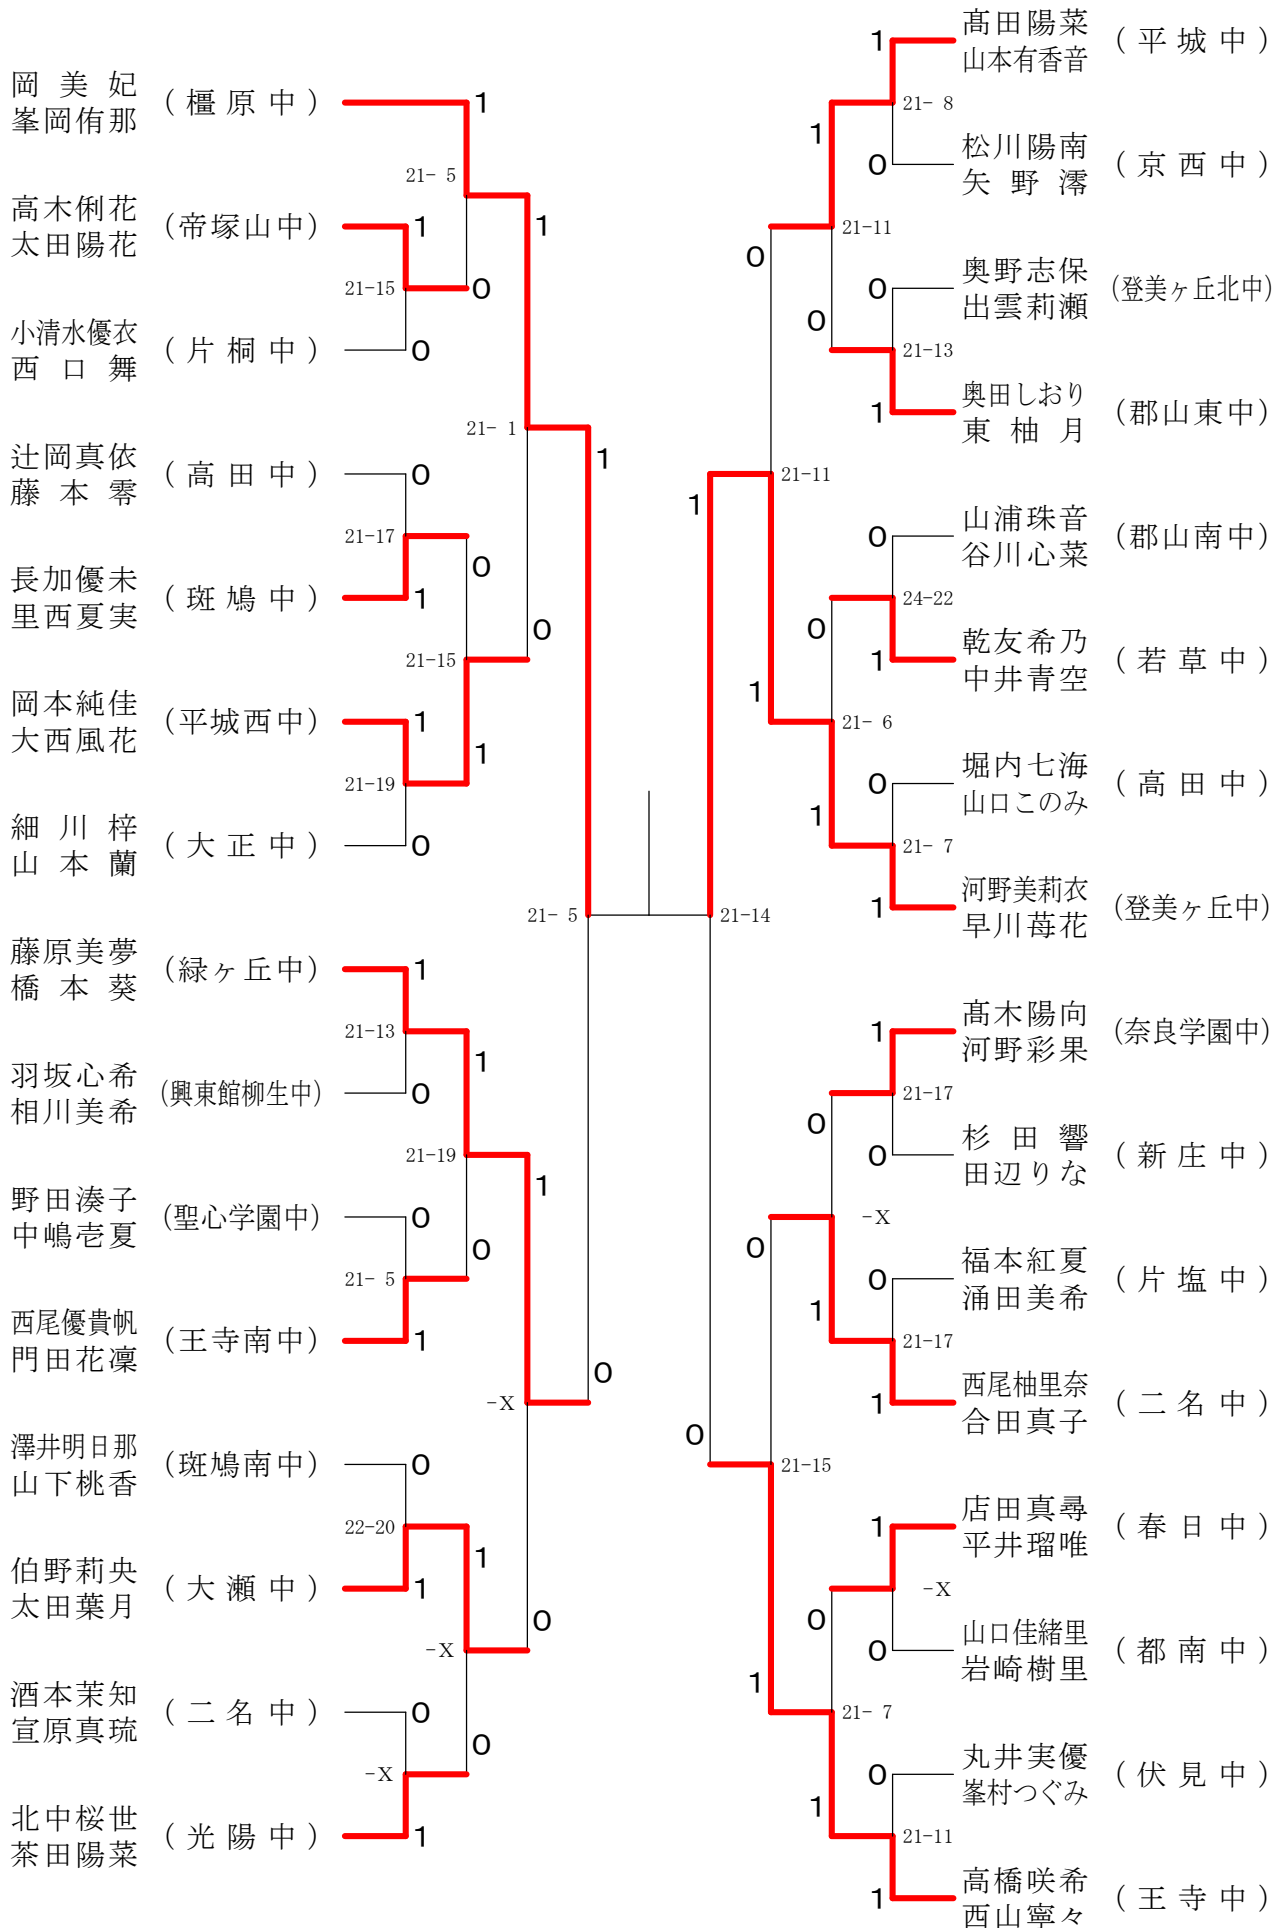 岡美妃
峯岡侑那
(橿原中)
1
21- 5
高木俐花
太田陽花
(帝塚山中)
1
1
21-15
0
小清水優衣
西口舞
(片桐中)
0
21- 1
1
辻岡真依
藤本零
(高田中)
0
21-17
0
長加優未
里西夏実
(斑鳩中)
1
0
21-15
岡本純佳
大西風花
(平城西中)
1
1
21-19
細川梓
山本蘭
(大正中)
0
21- 5
藤原美夢
橋本葵
(緑ヶ丘中)
1
21-13
1
羽坂心希
相川美希
(興東館柳生中)
0
21-19
1
野田湊子
中嶋壱夏
(聖心学園中)
0
0
21- 5
西尾優貴帆
門田花凜
(王寺南中)
1
0
-X
澤井明日那
山下桃香
(斑鳩南中)
0
22-20
1
伯野莉央
太田葉月
(大瀬中)
1
0
-X
酒本茉知
宣原真琉
(二名中)
0
0
-X
北中桜世
茶田陽菜
(光陽中)
1
1
髙田陽菜
山本有香音
(平城中)
21- 8
1
0
松川陽南
矢野澪
(京西中)
21-11
0
0
奥野志保
出雲莉瀬
(登美ヶ丘北中)
0
21-13
1
奥田しおり
東柚月
(郡山東中)
21-11
1
0
山浦珠音
谷川心菜
(郡山南中)
24-22
0
1
乾友希乃
中井青空
(若草中)
1
21- 6
0
堀内七海
山口このみ
(高田中)
1
21- 7
1
河野美莉衣
早川苺花
(登美ヶ丘中)
21-14
1
髙木陽向
河野彩果
(奈良学園中)
21-17
0
0
杉田響
田辺りな
(新庄中)
-X
0
0
福本紅夏
涌田美希
(片塩中)
1
21-17
1
西尾柚里奈
合田真子
(二名中)
0
21-15
1
店田真尋
平井瑠唯
(春日中)
-X
0
0
山口佳緒里
岩崎樹里
(都南中)
1
21- 7
0
丸井実優
峯村つぐみ
(伏見中)
1
21-11
1
高橋咲希
西山寧々
(王寺中)